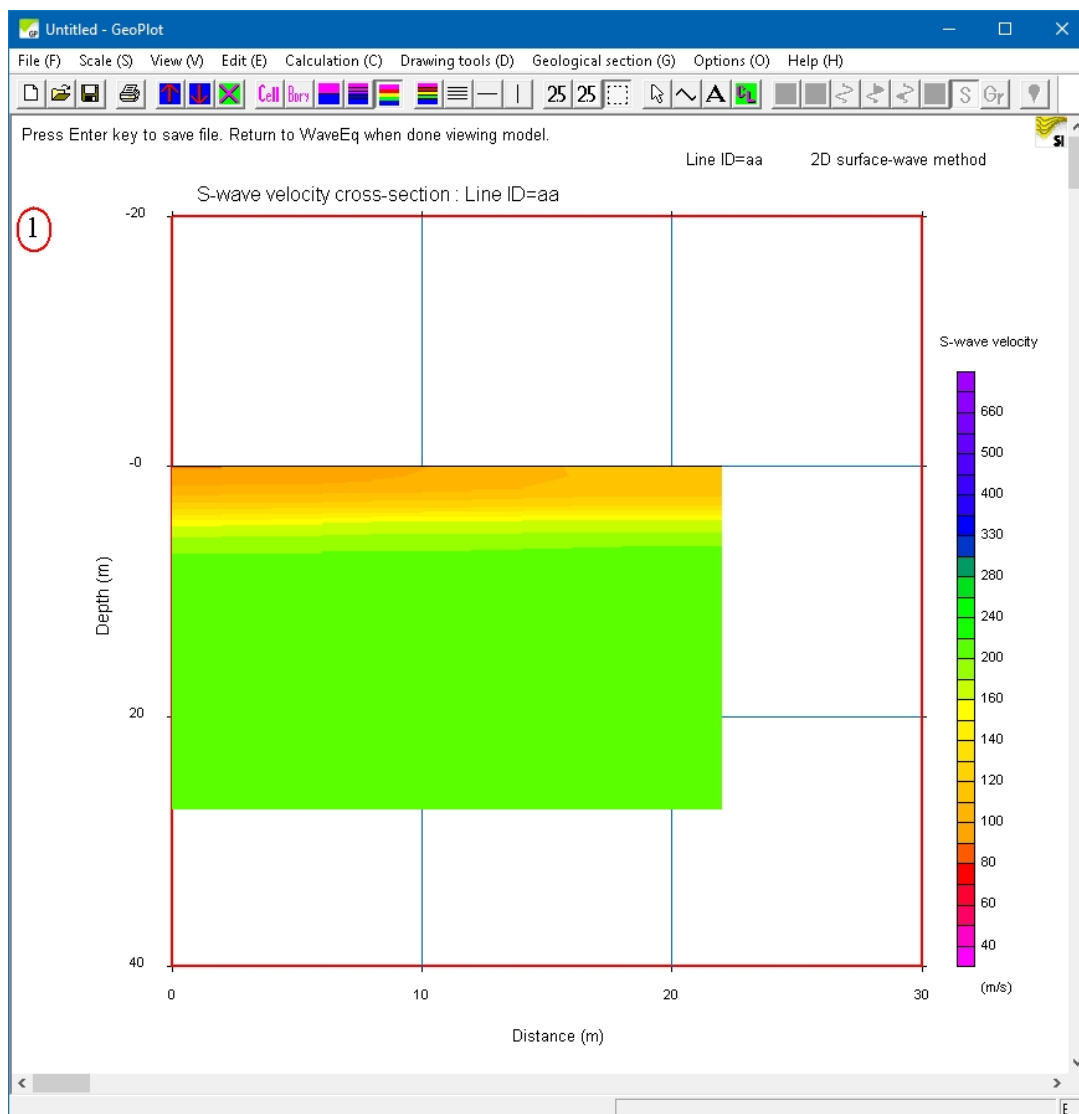 Untitled - GeoPlot
File (F) Scale (S) View (V) Edit (E) Calculation (C) Drawing tools (D) Geological section (G) Options (O) Help (H)
Cell Bors 25 25 A S Gr
Press Enter key to save file. Return to WaveEq when done viewing model.
SI
Line ID=aa 2D surface-wave method
S-wave velocity cross-section : Line ID=aa
1
-20
-0
20
40
Depth (m)
0 10 20 30
Distance (m)
S-wave velocity
660
500
400
330
280
240
200
160
140
120
100
80
60
40
(m/s)
E